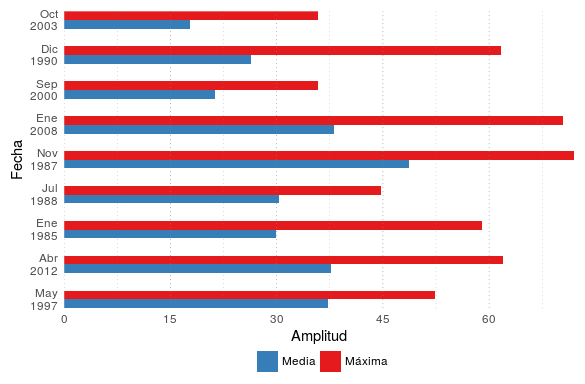 Oct
2003
Dic
1990
Sep
2000
Ene
2008
Nov
1987
Jul
1988
Ene
1985
Abr
2012
May
1997
Fecha
0 15 30 45 60
Amplitud
Media Máxima